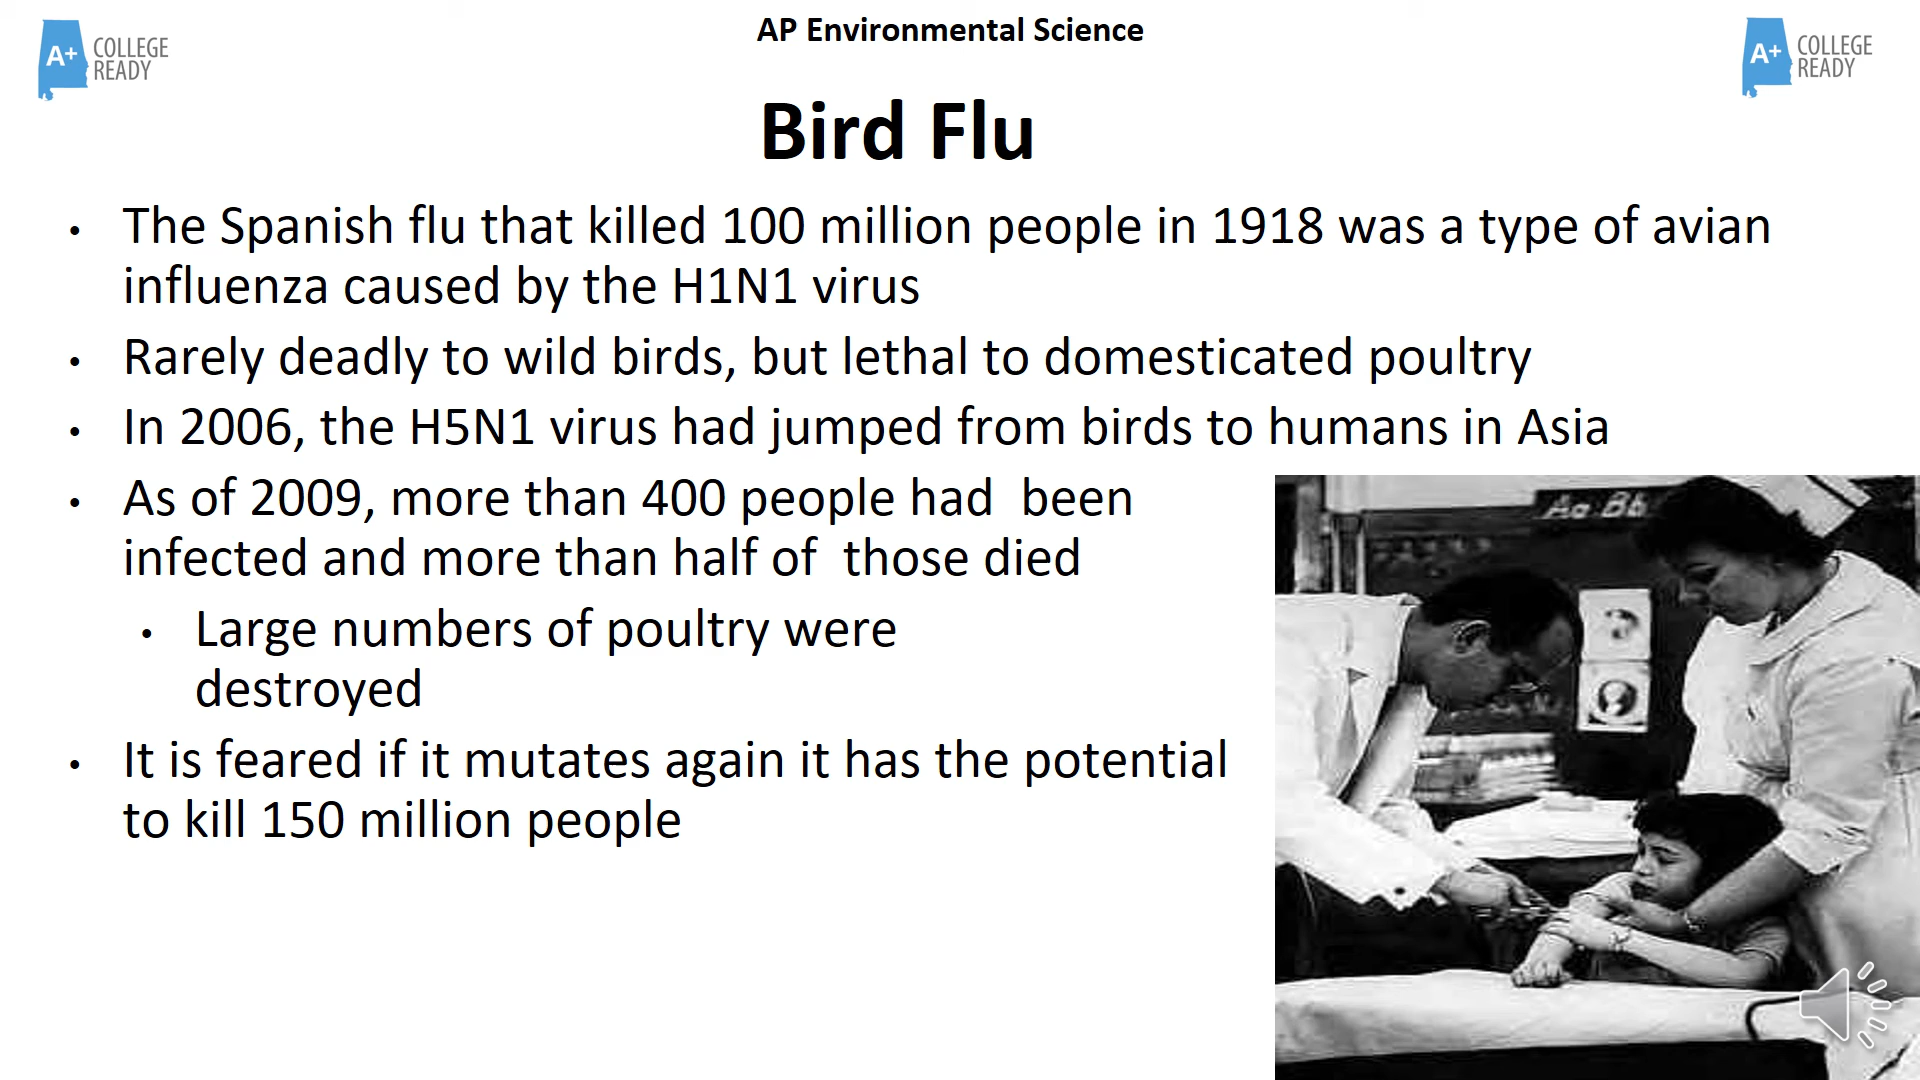 AP Environmental Science
A+ COLLEGE
READY
A+ COLLEGE
READY
Bird Flu
• The Spanish flu that killed 100 million people in 1918 was a type of avian
influenza caused by the H1N1 virus
• Rarely deadly to wild birds, but lethal to domesticated poultry
• In 2006, the H5N1 virus had jumped from birds to humans in Asia
• As of 2009, more than 400 people had  been
infected and more than half of  those died
• Large numbers of poultry were
destroyed
• It is feared if it mutates again it has the potential
to kill 150 million people
Aa Bb